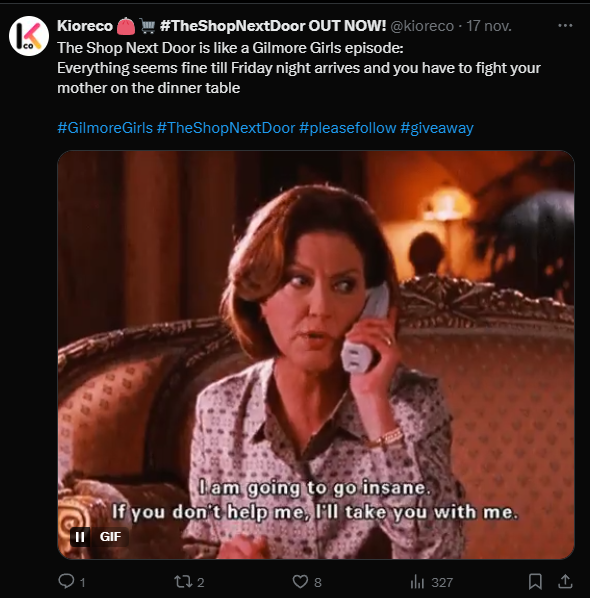 Kioreco 👛 🛒 #TheShopNextDoor OUT NOW! @kioreco · 17 nov.
The Shop Next Door is like a Gilmore Girls episode:
Everything seems fine till Friday night arrives and you have to fight your
mother on the dinner table
#GilmoreGirls #TheShopNextDoor #pleasefollow #giveaway
I am going to go insane.
If you don't help me, I'll take you with me.
GIF
1 2 8 327